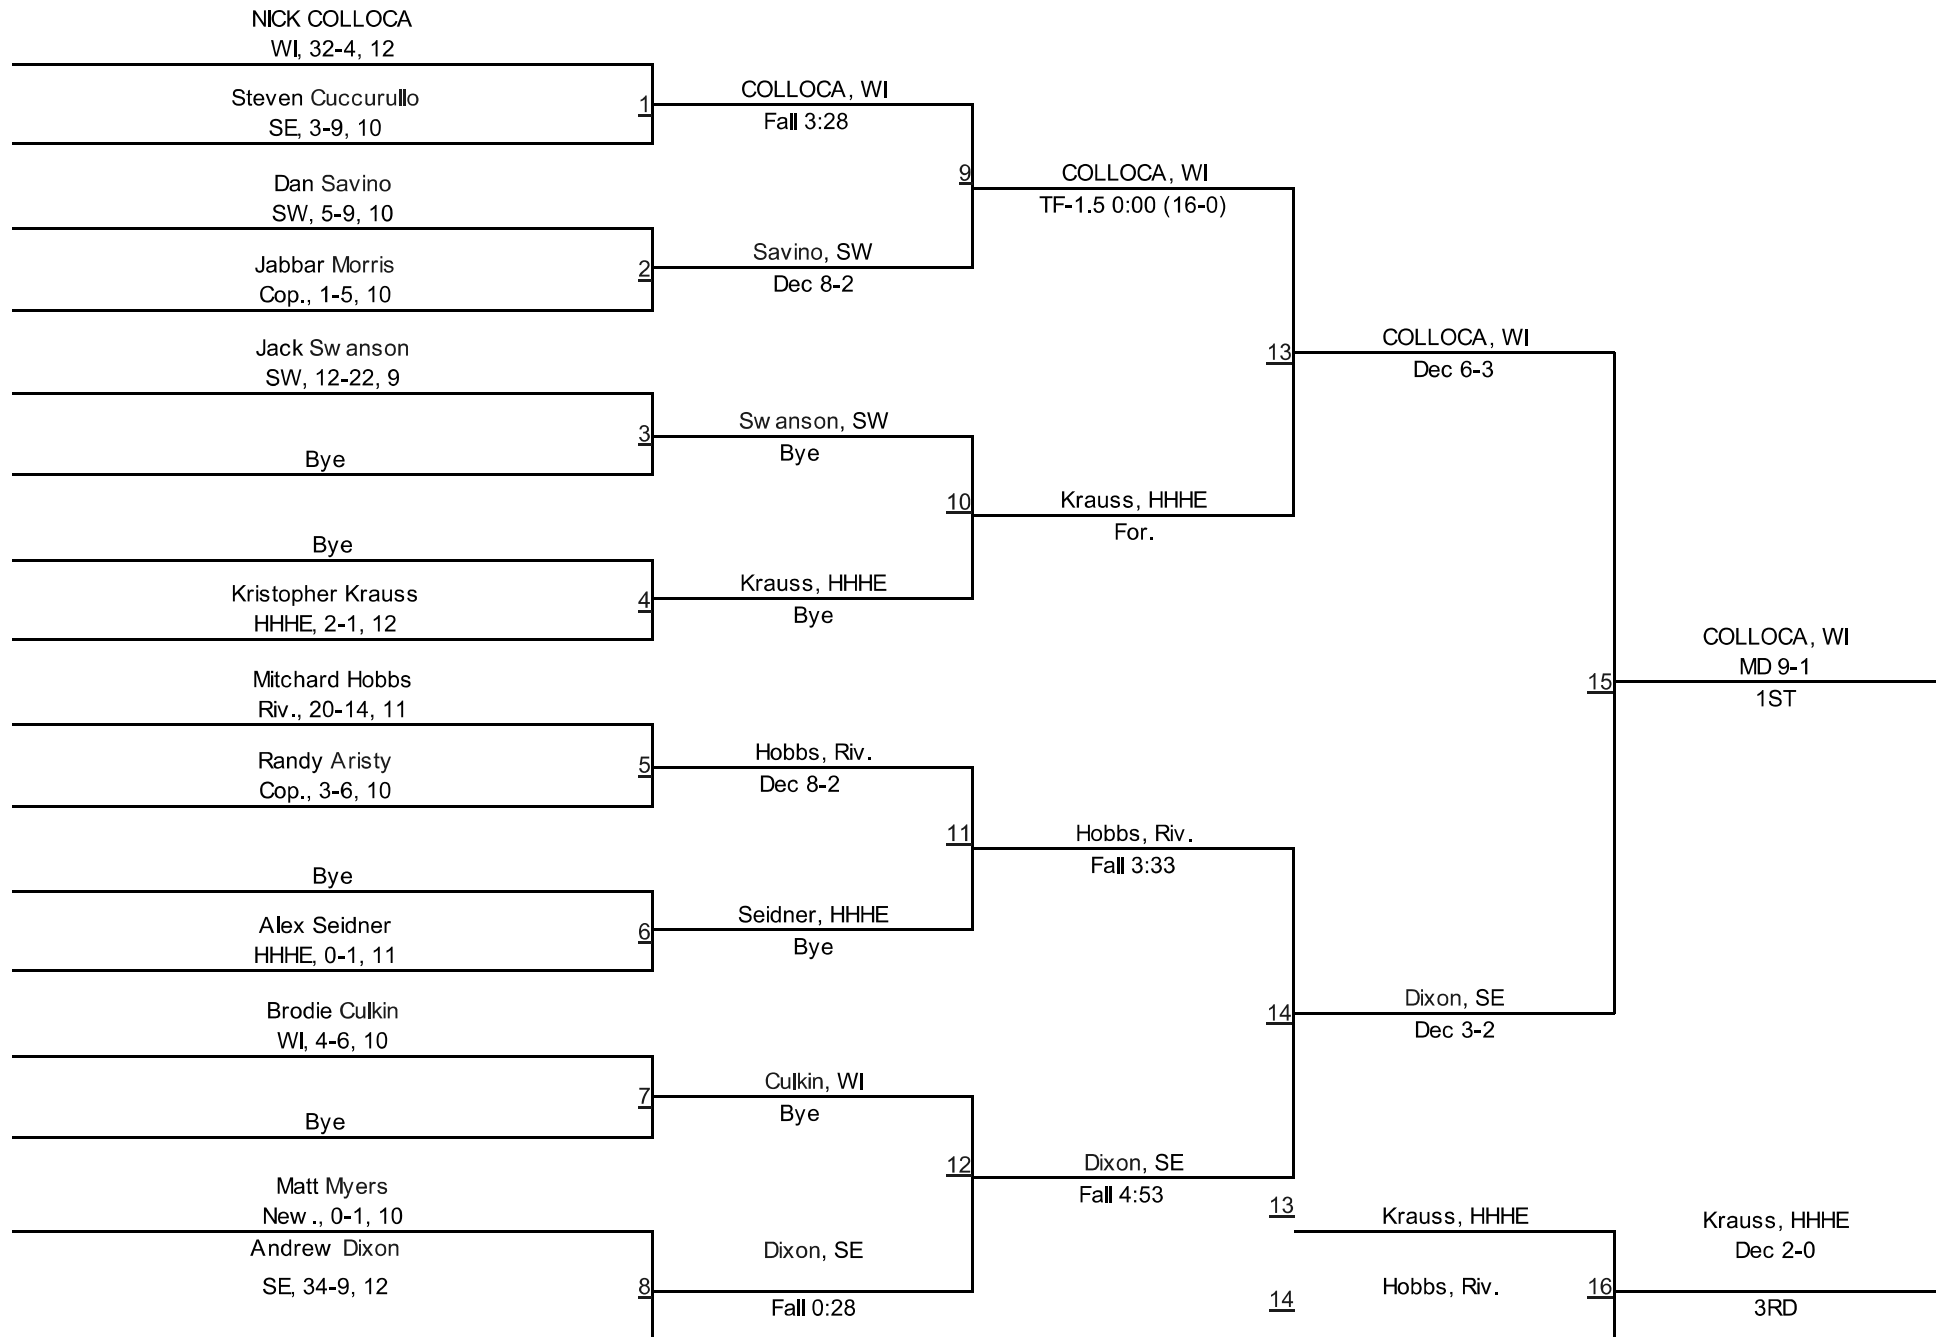 NICK COLLOCA
WI, 32-4, 12
Steven Cuccurullo
SE, 3-9, 10
1
COLLOCA, WI
Fall 3:28
Dan Savino
SW, 5-9, 10
Jabbar Morris
Cop., 1-5, 10
2
Savino, SW
Dec 8-2
9
COLLOCA, WI
TF-1.5 0:00 (16-0)
Jack Swanson
SW, 12-22, 9
Bye
3
Swanson, SW
Bye
Bye
Kristopher Krauss
HHHE, 2-1, 12
4
Krauss, HHHE
Bye
10
Krauss, HHHE
For.
13
COLLOCA, WI
Dec 6-3
Mitchard Hobbs
Riv., 20-14, 11
Randy Aristy
Cop., 3-6, 10
5
Hobbs, Riv.
Dec 8-2
Bye
Alex Seidner
HHHE, 0-1, 11
6
Seidner, HHHE
Bye
11
Hobbs, Riv.
Fall 3:33
Brodie Culkin
WI, 4-6, 10
Bye
7
Culkin, WI
Bye
Matt Myers
New., 0-1, 10
Andrew Dixon
SE, 34-9, 12
8
Dixon, SE
Fall 0:28
12
Dixon, SE
Fall 4:53
14
Dixon, SE
Dec 3-2
15
COLLOCA, WI
MD 9-1
1ST
13
Krauss, HHHE
14
Hobbs, Riv.
16
Krauss, HHHE
Dec 2-0
3RD